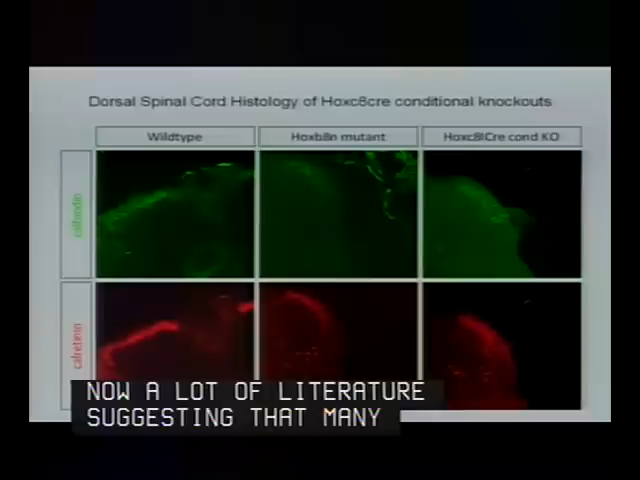 Dorsal Spinal Cord Histology of Hoxc8cre conditional knockouts
Wildtype
Hoxb8n mutant
Hoxc8lCre cond KO
calbindin
calretinin
NOW A LOT OF LITERATURE
SUGGESTING THAT MANY